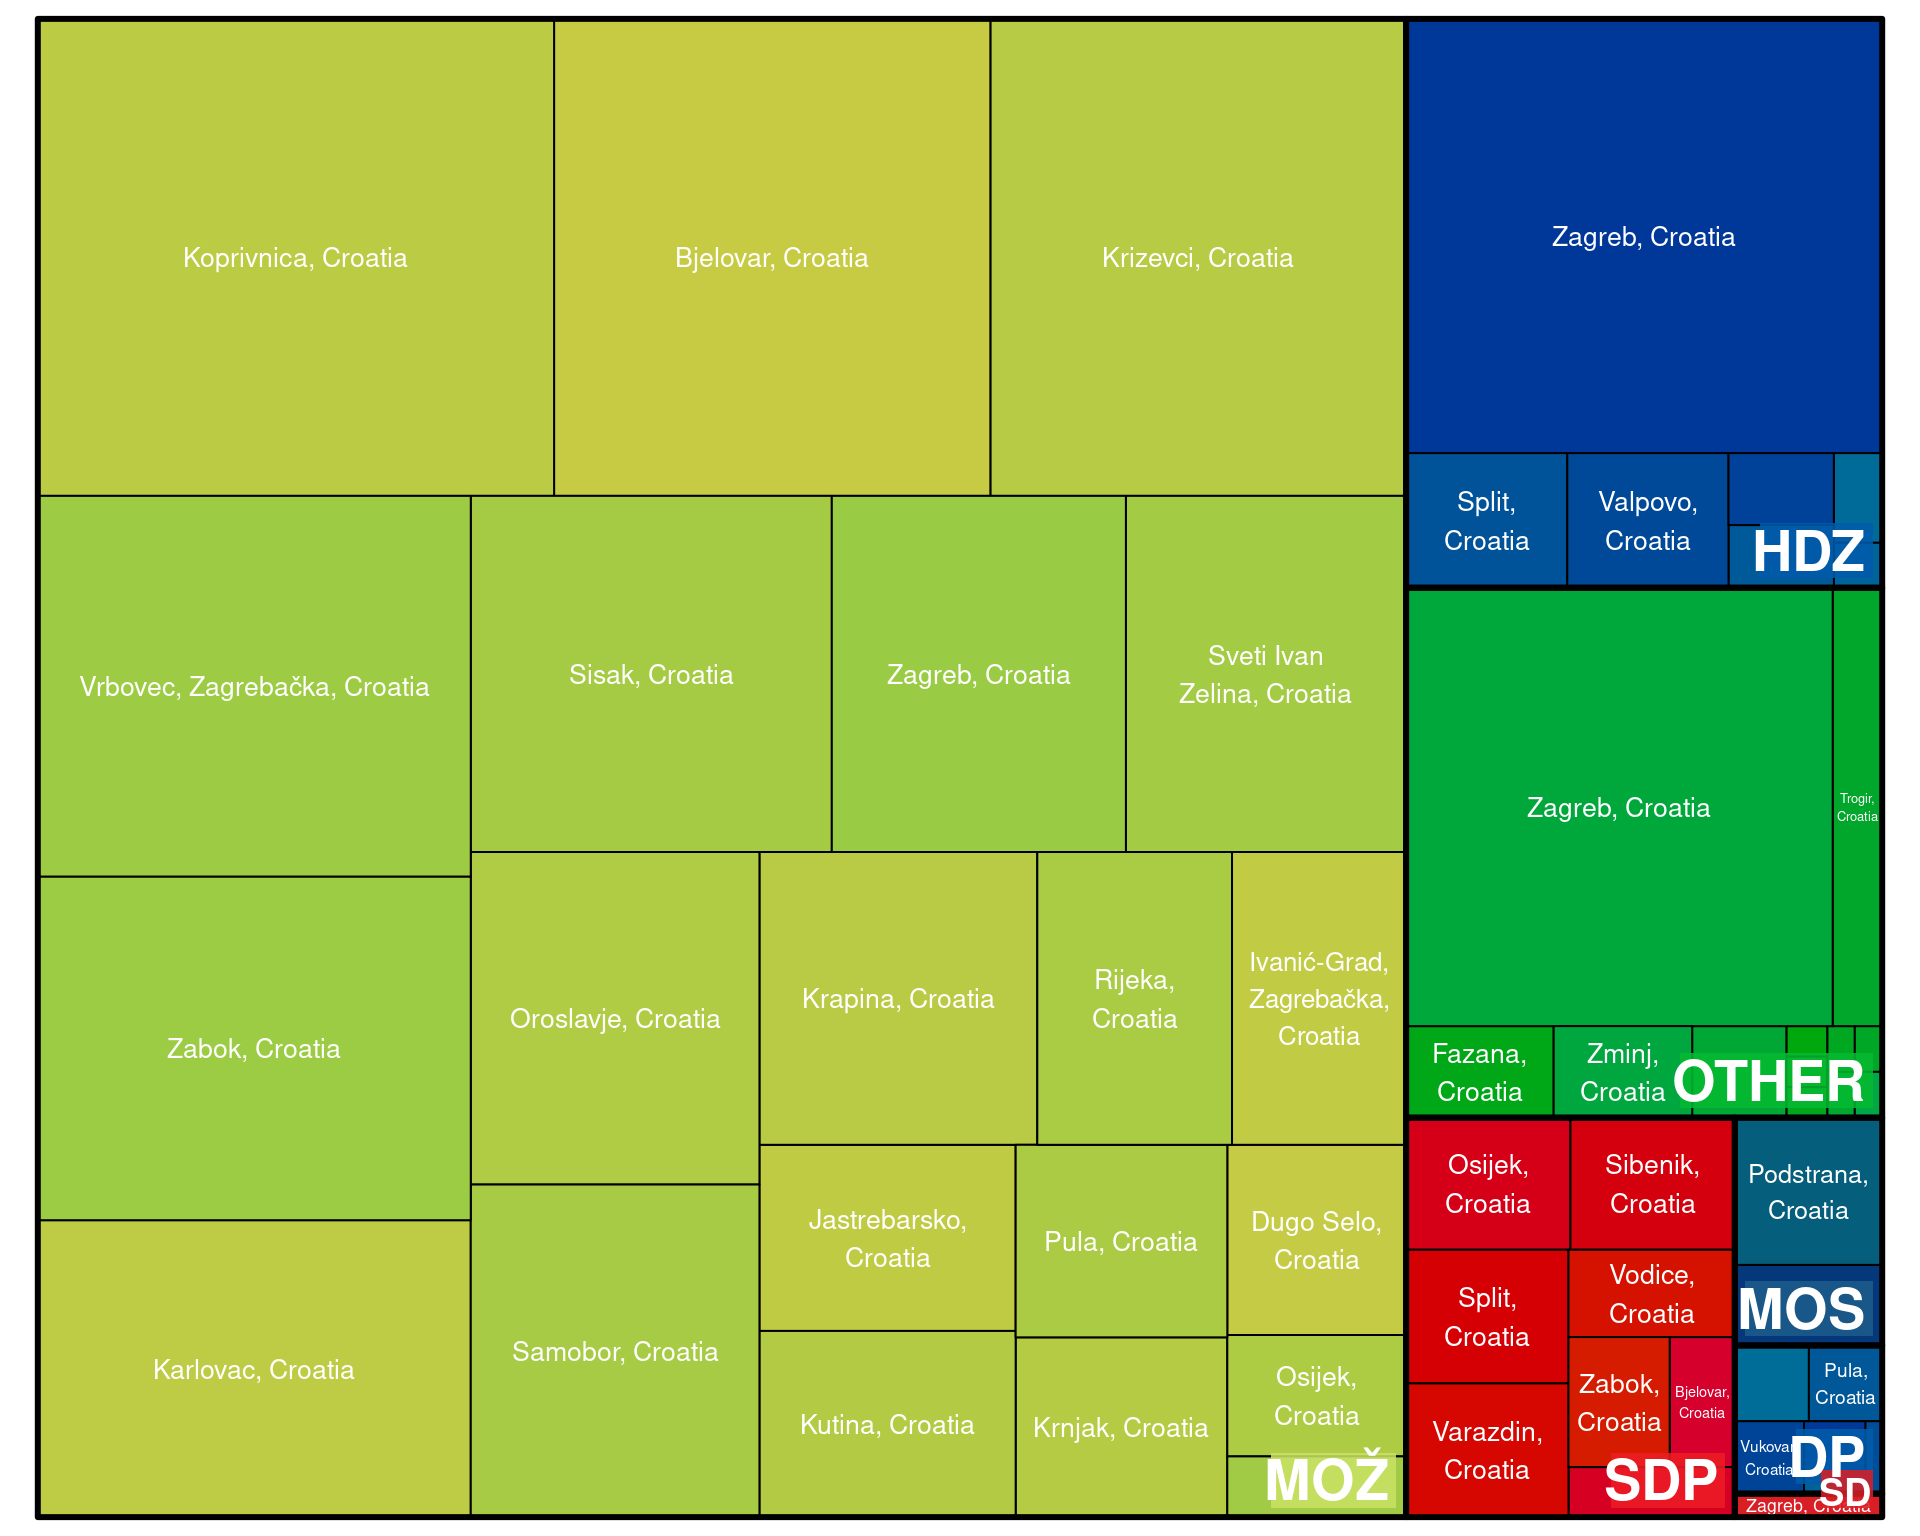 Koprivnica, Croatia
Bjelovar, Croatia
Krizevci, Croatia
Vrbovec, Zagrebačka, Croatia
Sisak, Croatia
Zagreb, Croatia
Sveti Ivan
Zelina, Croatia
Zabok, Croatia
Oroslavje, Croatia
Krapina, Croatia
Rijeka,
Croatia
Ivanić-Grad,
Zagrebačka,
Croatia
Karlovac, Croatia
Samobor, Croatia
Jastrebarsko,
Croatia
Pula, Croatia
Dugo Selo,
Croatia
Kutina, Croatia
Krnjak, Croatia
Osijek,
Croatia
MOŽ
Zagreb, Croatia
Split,
Croatia
Valpovo,
Croatia
HDZ
Zagreb, Croatia
Trogir,
Croatia
Fazana,
Croatia
Zminj,
Croatia
OTHER
Osijek,
Croatia
Sibenik,
Croatia
Split,
Croatia
Vodice,
Croatia
Varazdin,
Croatia
Zabok,
Croatia
Bjelovar,
Croatia
SDP
Podstrana,
Croatia
MOS
Pula,
Croatia
Vukovar,
Croatia
DP
Zagreb, Croatia
SD